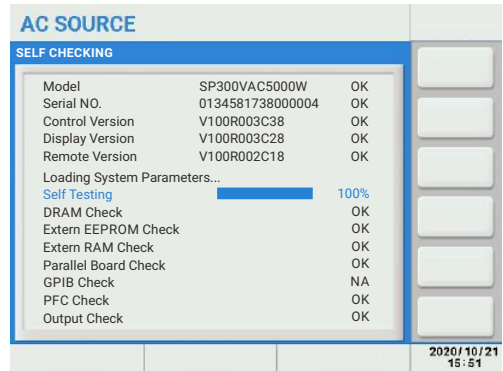 AC SOURCE
SELF CHECKING
Model SP300VAC5000W OK
Serial NO. 0134581738000004 OK
Control Version V100R003C38 OK
Display Version V100R003C28 OK
Remote Version V100R002C18 OK
Loading System Parameters...
Self Testing 100%
DRAM Check OK
Extern EEPROM Check OK
Extern RAM Check OK
Parallel Board Check OK
GPIB Check NA
PFC Check OK
Output Check OK
2020/10/21
15:51